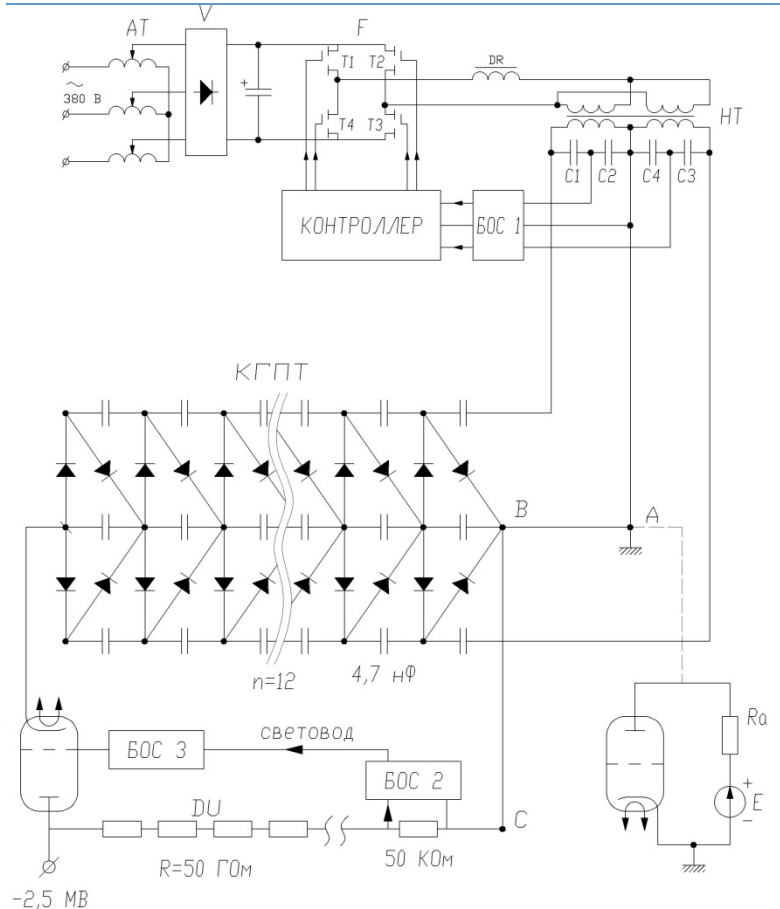 AT
V
F
~
380 В
+
T1
T2
T4
T3
DR
НТ
C1
C2
C4
C3
КОНТРОЛЛЕР
БОС 1
КГПТ
B
A
n=12
4,7 нФ
световод
БОС 3
БОС 2
DU
C
R=50 ГОм
50 КОм
-2,5 МВ
Ra
+
E
-